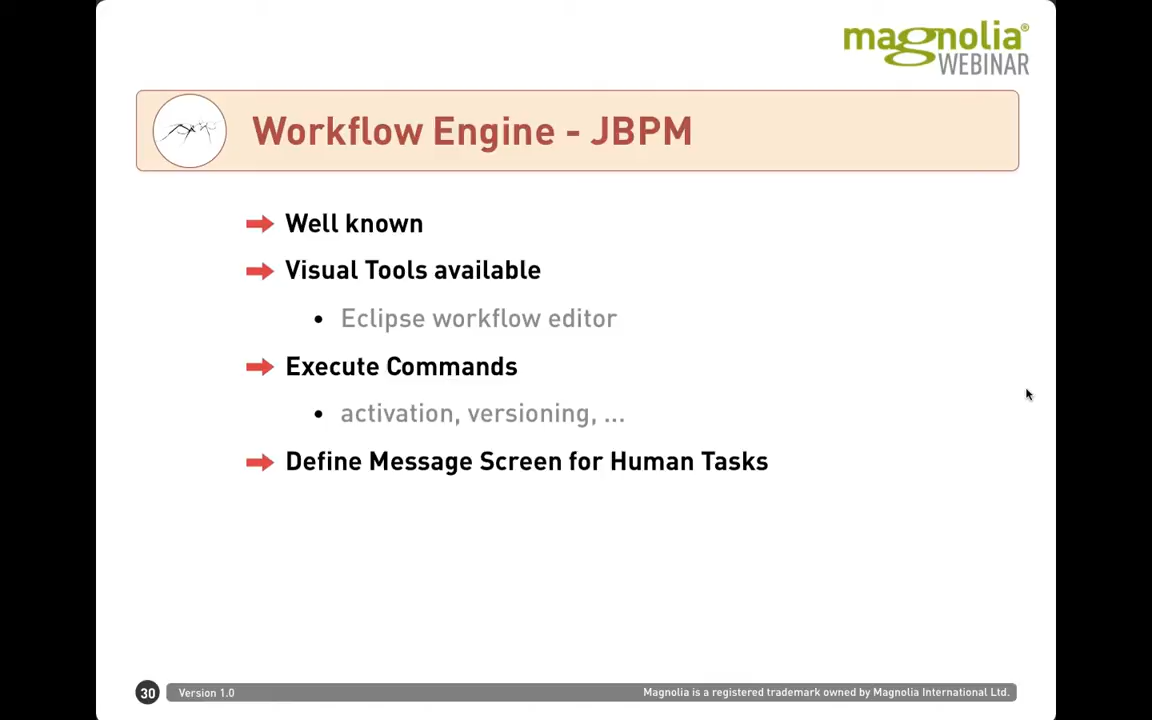 magnolia®
WEBINAR
Workflow Engine - JBPM
Well known
Visual Tools available
• Eclipse workflow editor
Execute Commands
• activation, versioning, ...
Define Message Screen for Human Tasks
30 Version 1.0 Magnolia is a registered trademark owned by Magnolia International Ltd.